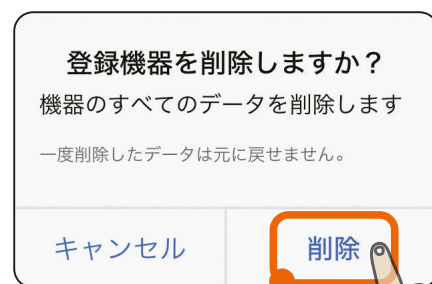 登録機器を削除しますか？
機器のすべてのデータを削除します
一度削除したデータは元に戻せません。
キャンセル
削除